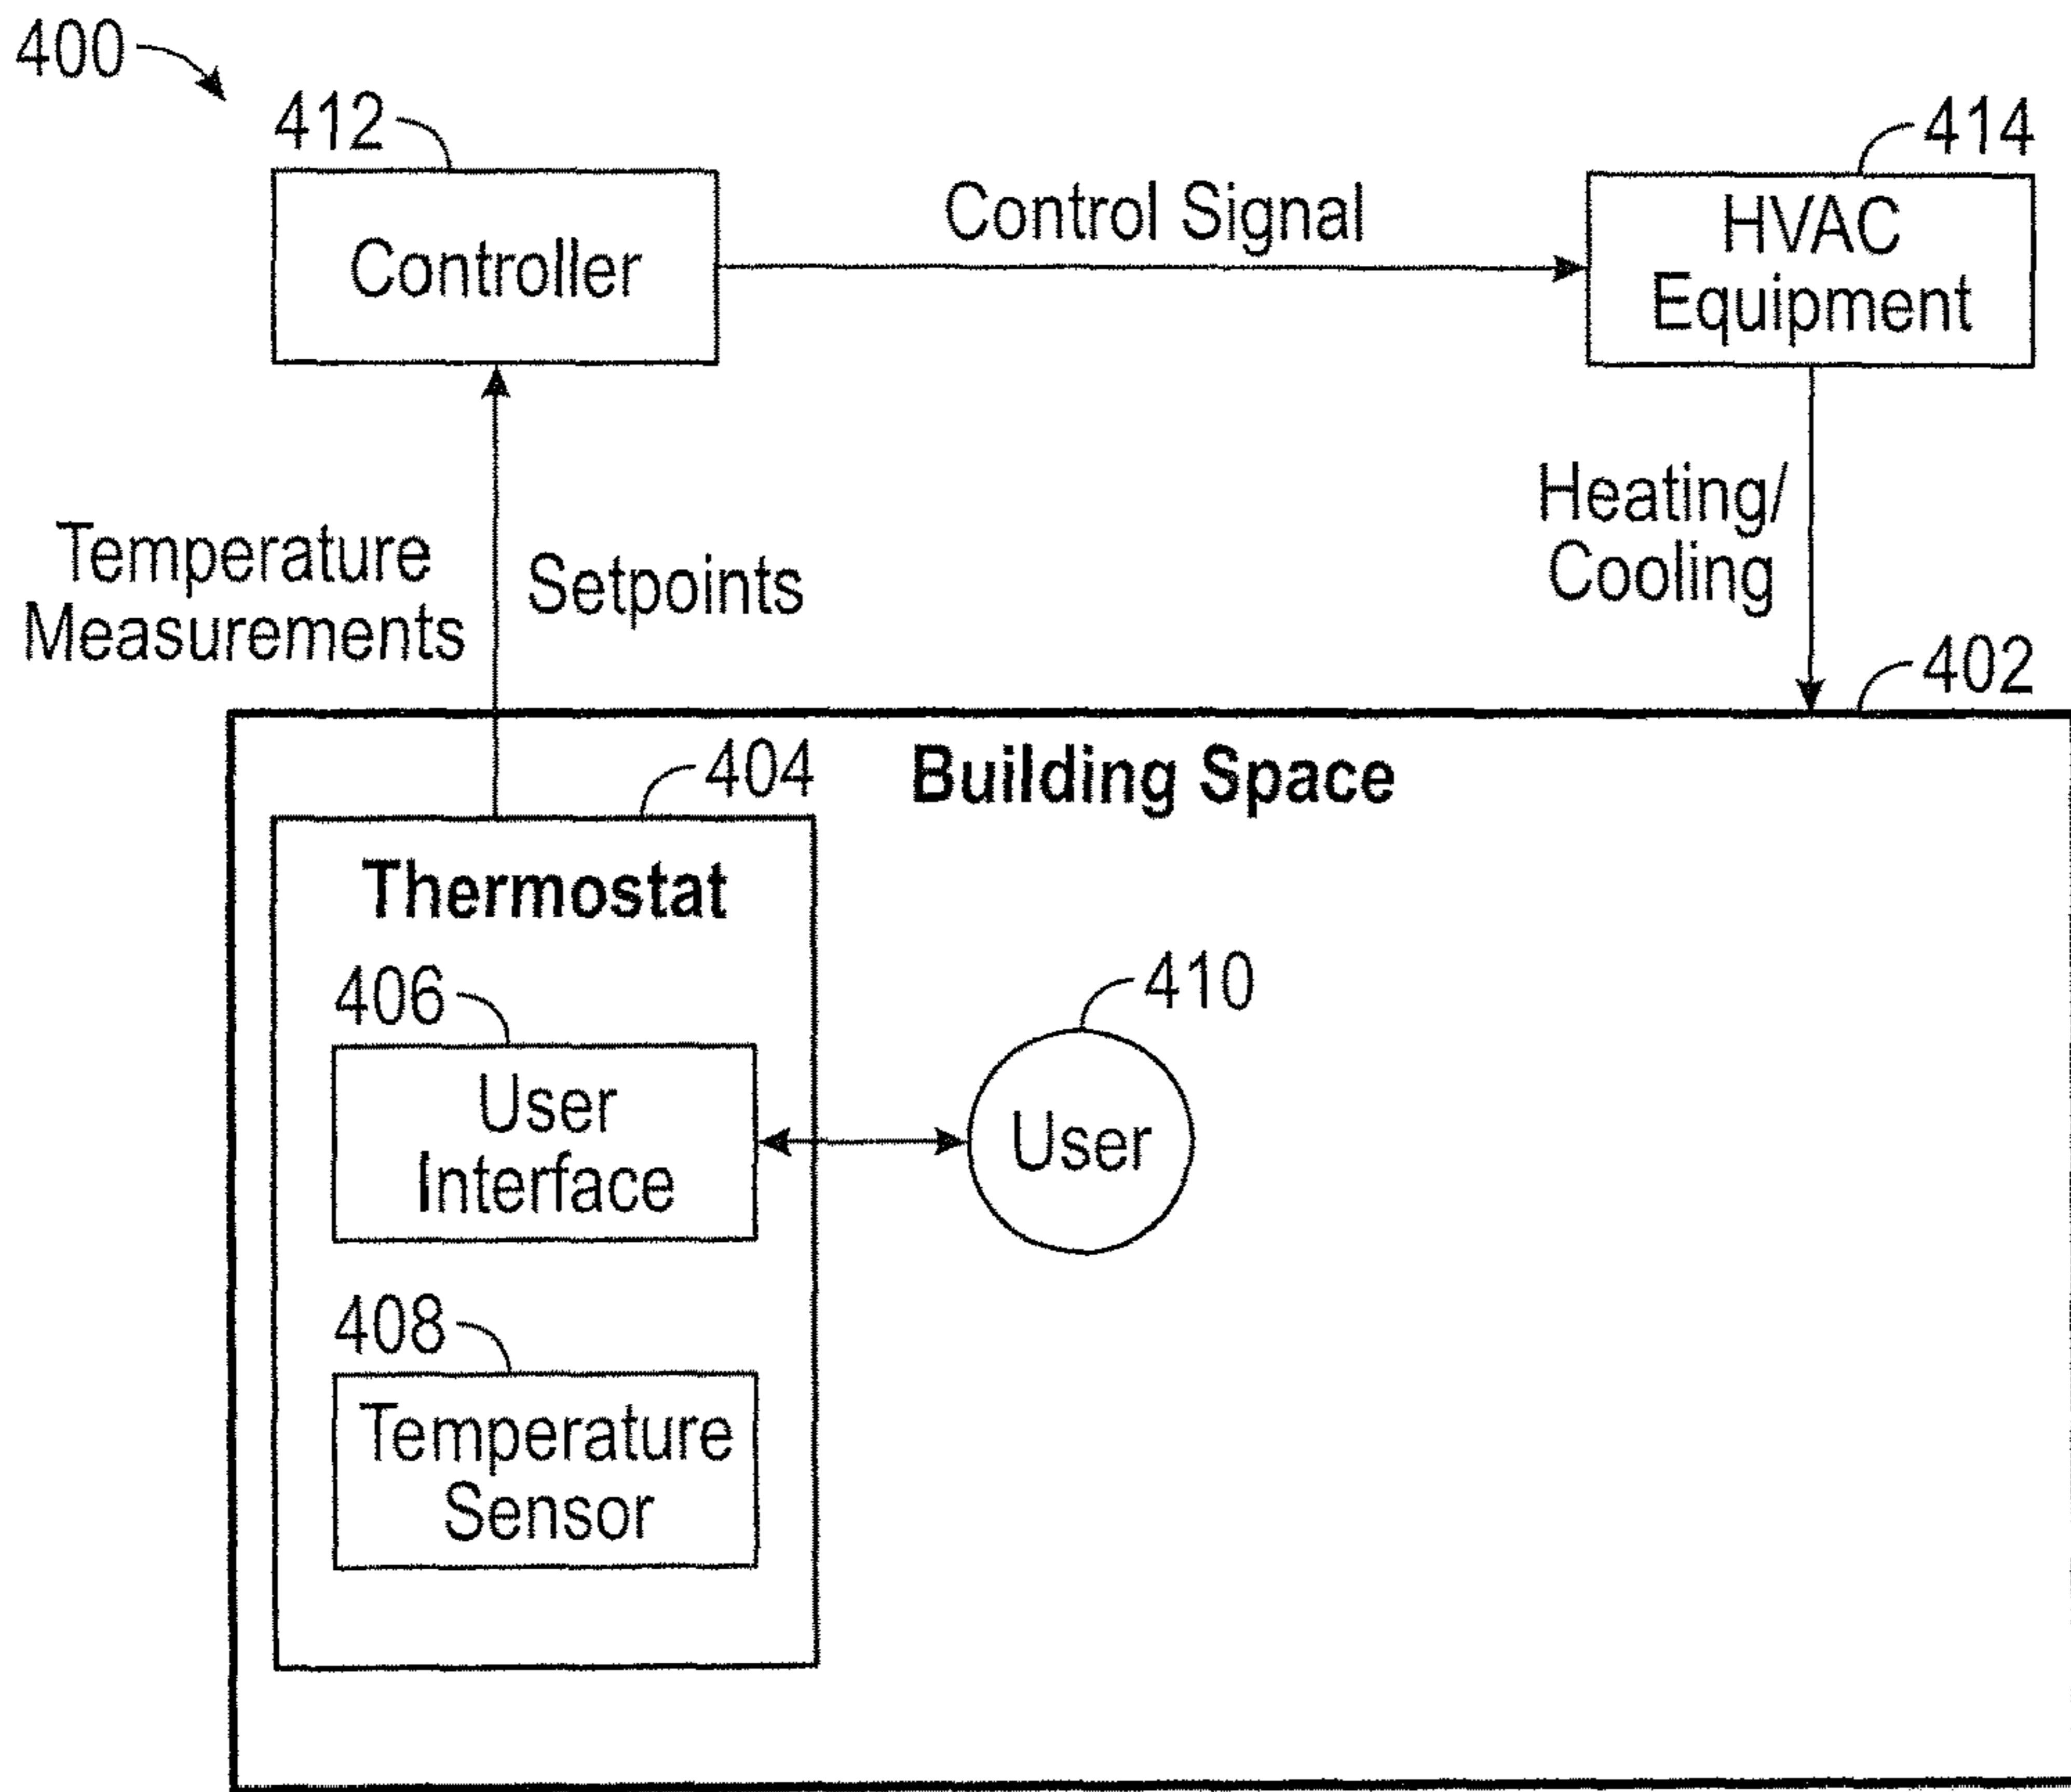 400
412
Controller
Control Signal
414
HVAC
Equipment
Temperature
Measurements
Setpoints
Heating/
Cooling
402
Building Space
404
Thermostat
406
User
Interface
410
User
408
Temperature
Sensor